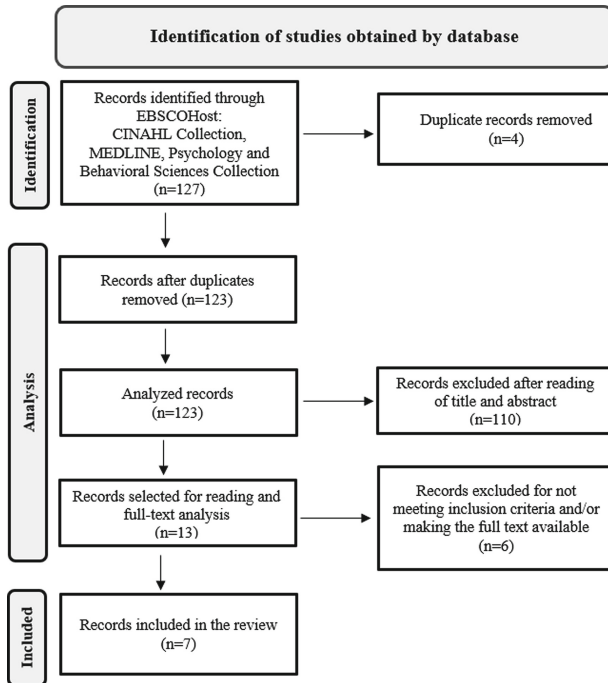 Identification of studies obtained by database
Identification
Records identified through
EBSCOHost:
CINAHL Collection,
MEDLINE, Psychology and
Behavioral Sciences Collection
(n=127)
Duplicate records removed
(n=4)
Analysis
Records after duplicates
removed (n=123)
Analyzed records
(n=123)
Records excluded after reading
of title and abstract
(n=110)
Records selected for reading and
full-text analysis
(n=13)
Records excluded for not
meeting inclusion criteria and/or
making the full text available
(n=6)
Included
Records included in the review
(n=7)